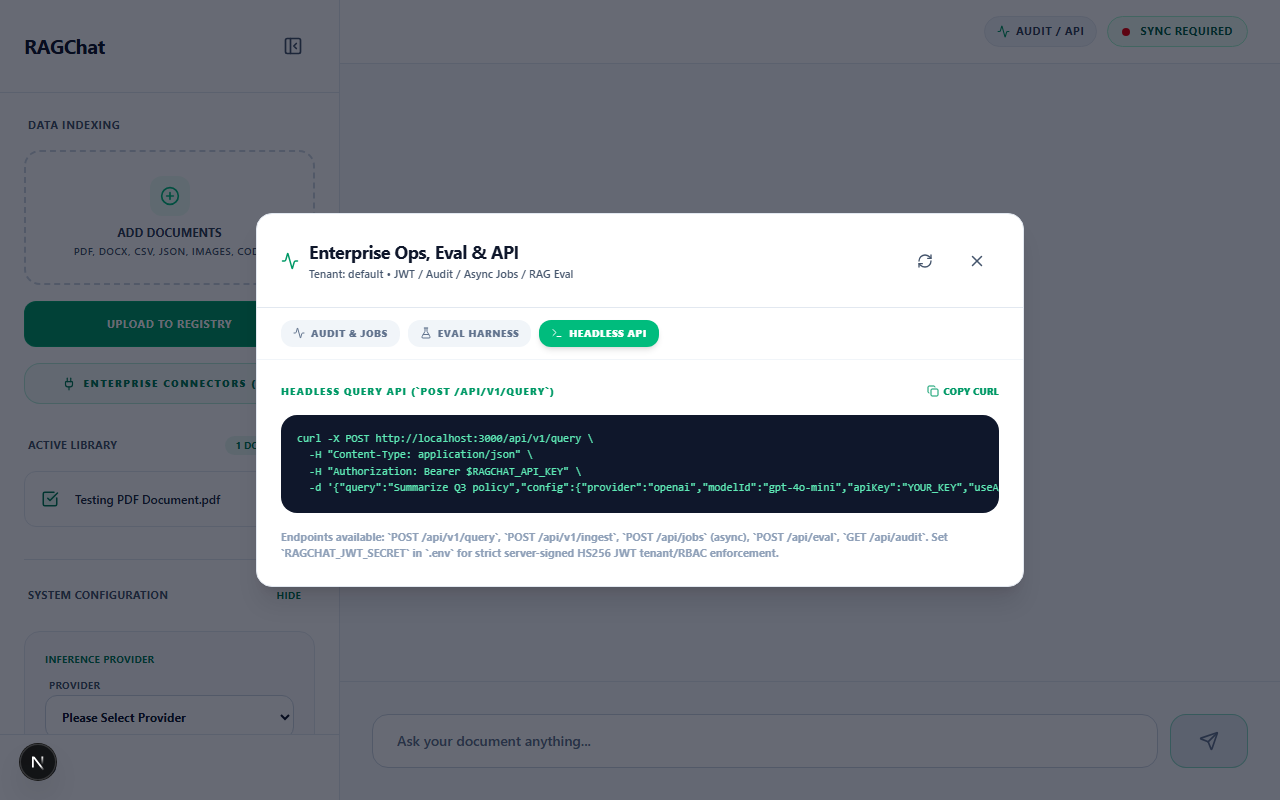 RAGChat
AUDIT / API
SYNC REQUIRED
DATA INDEXING
ADD DOCUMENTS
PDF, DOCX, CSV, JSON, IMAGES, COD
UPLOAD TO REGISTRY
ENTERPRISE CONNECTORS (
ACTIVE LIBRARY
1 DO
Testing PDF Document.pdf
SYSTEM CONFIGURATION
HIDE
INFERENCE PROVIDER
PROVIDER
Please Select Provider
N
Enterprise Ops, Eval & API
Tenant: default • JWT / Audit / Async Jobs / RAG Eval
AUDIT & JOBS
EVAL HARNESS
HEADLESS API
HEADLESS QUERY API (`POST /API/V1/QUERY`)
COPY CURL
curl -X POST http://localhost:3000/api/v1/query \
-H "Content-Type: application/json" \
-H "Authorization: Bearer $RAGCHAT_API_KEY" \
-d '{"query":"Summarize Q3 policy","config":{"provider":"openai","modelId":"gpt-4o-mini","apiKey":"YOUR_KEY","useA
Endpoints available: `POST /api/v1/query`, `POST /api/v1/ingest`, `POST /api/jobs` (async), `POST /api/eval`, `GET /api/audit`. Set
`RAGCHAT_JWT_SECRET` in `.env` for strict server-signed HS256 JWT tenant/RBAC enforcement.
Ask your document anything...